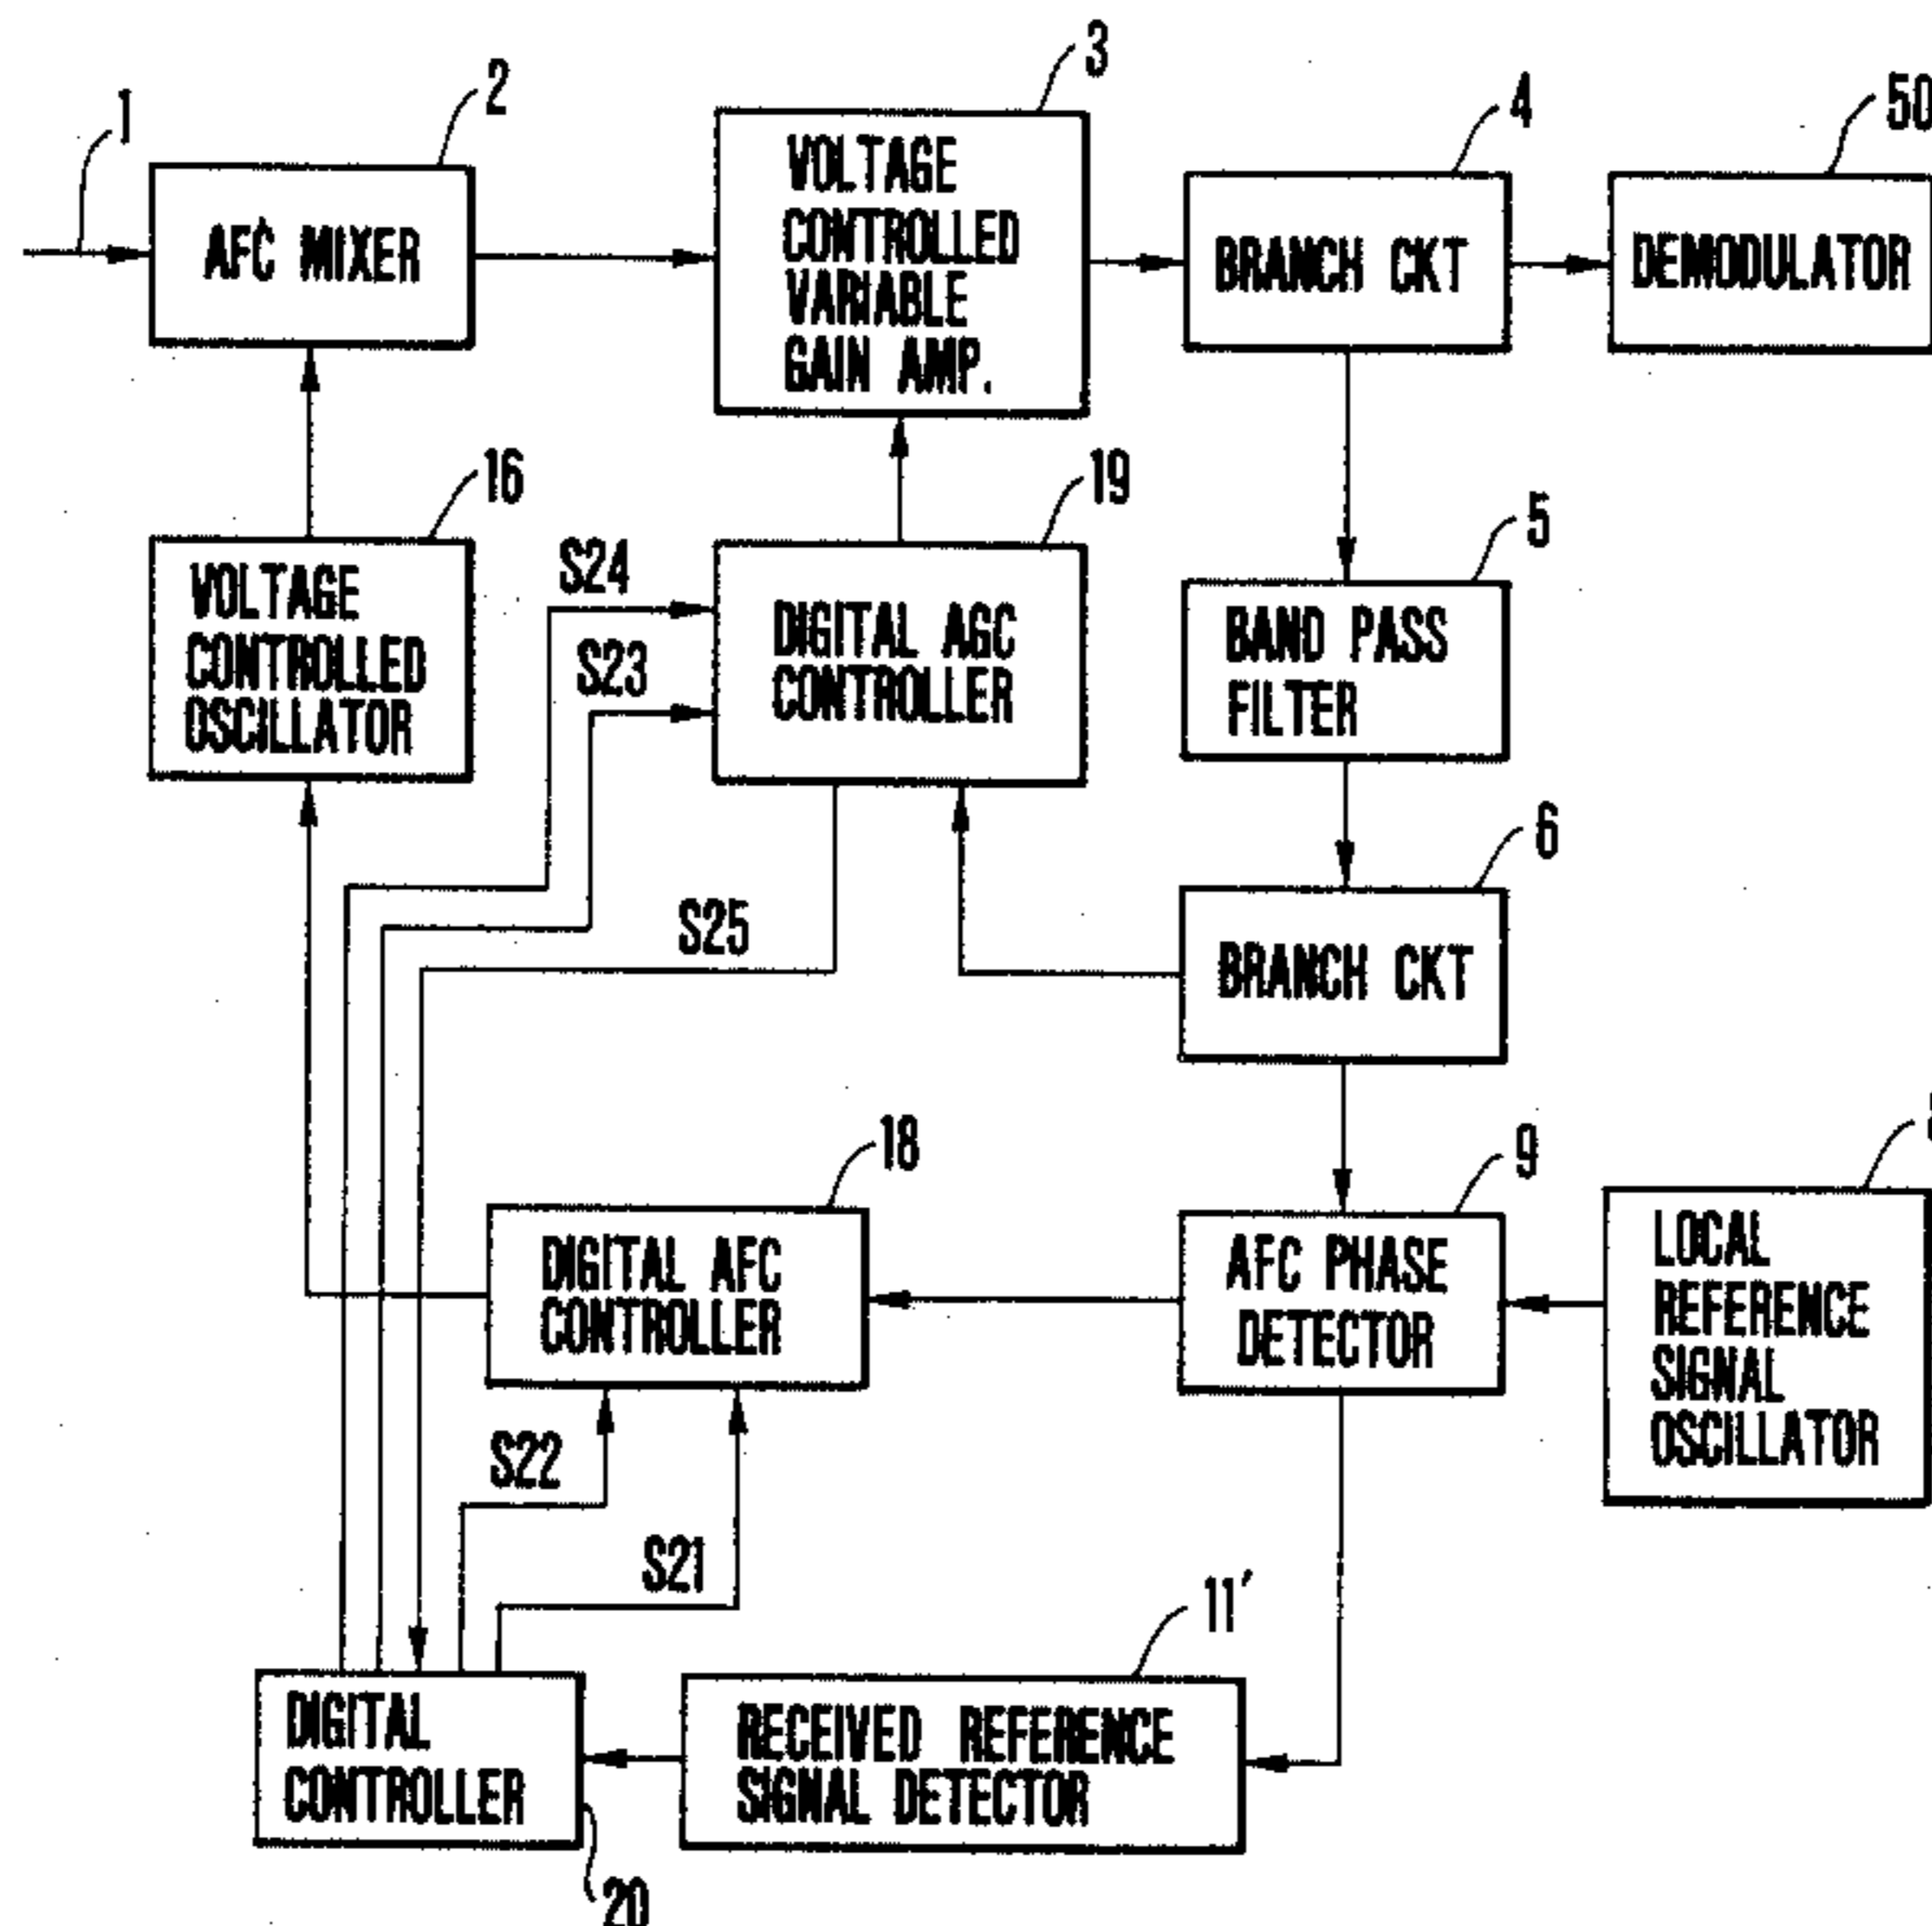 1
2
3
4
50
AFC MIXER
VOLTAGE
CONTROLLED
VARIABLE
GAIN AMP.
BRANCH CKT
DEMODULATOR
16
19
5
VOLTAGE
CONTROLLED
OSCILLATOR
S24
S23
DIGITAL AGC
CONTROLLER
BAND PASS
FILTER
6
S25
BRANCH CKT
18
9
DIGITAL AFC
CONTROLLER
AFC PHASE
DETECTOR
LOCAL
REFERENCE
SIGNAL
OSCILLATOR
S22
S21
11′
DIGITAL
CONTROLLER
RECEIVED REFERENCE
SIGNAL DETECTOR
20